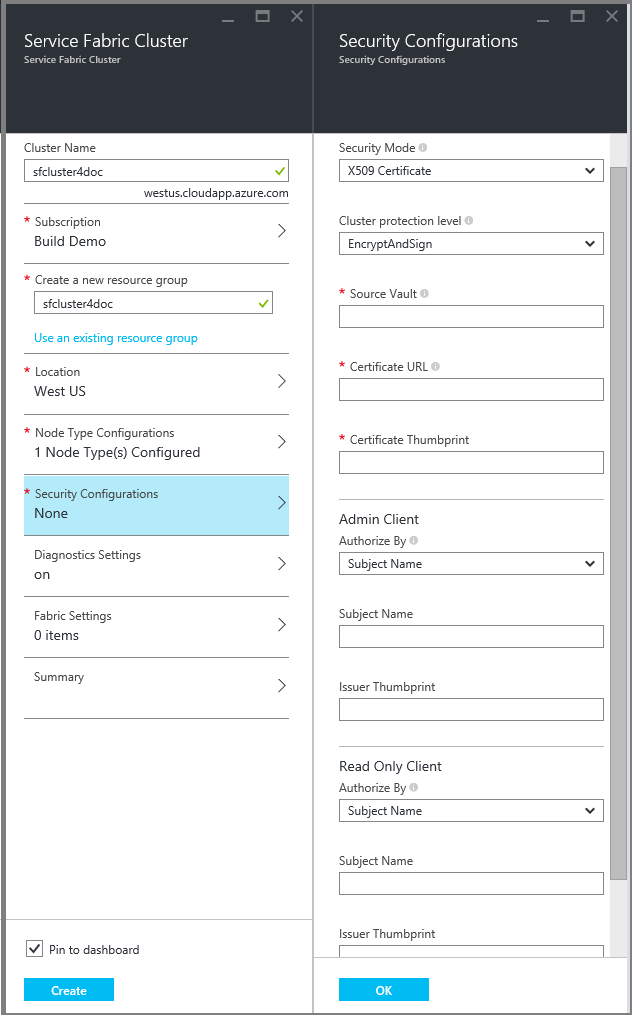 Service Fabric Cluster
Service Fabric Cluster
Cluster Name
sfcluster4doc
westus.cloudapp.azure.com
* Subscription
Build Demo
* Create a new resource group
sfcluster4doc
Use an existing resource group
* Location
West US
* Node Type Configurations
1 Node Type(s) Configured
* Security Configurations
None
Diagnostics Settings
on
Fabric Settings
0 items
Summary
Pin to dashboard
Create
Security Configurations
Security Configurations
Security Mode
X509 Certificate
Cluster protection level
EncryptAndSign
* Source Vault
* Certificate URL
* Certificate Thumbprint
Admin Client
Authorize By
Subject Name
Subject Name
Issuer Thumbprint
Read Only Client
Authorize By
Subject Name
Subject Name
Issuer Thumbprint
OK